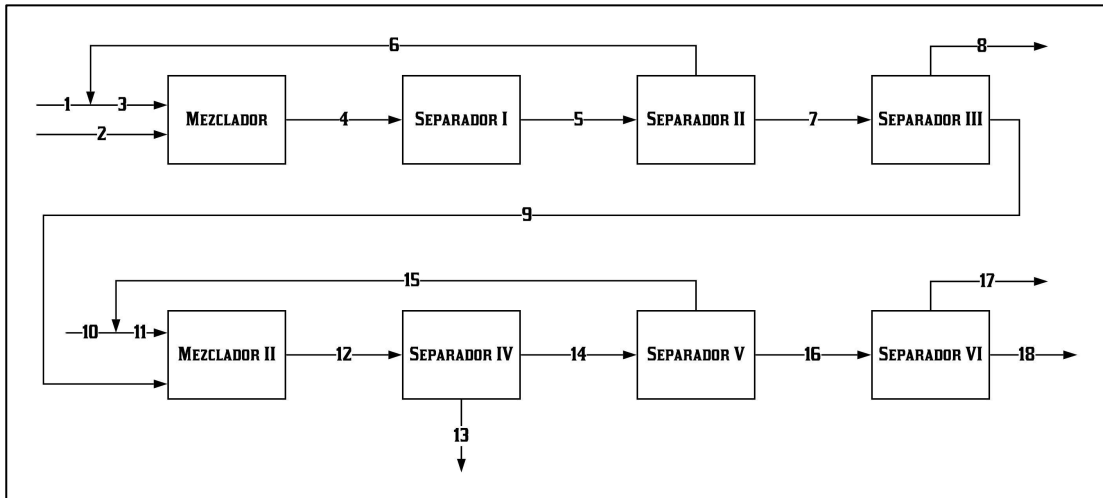 6
8
1
3
2
MEZCLADOR
4
SEPARADOR I
5
SEPARADOR II
7
SEPARADOR III
9
15
17
10
11
MEZCLADOR II
12
SEPARADOR IV
14
SEPARADOR V
16
SEPARADOR VI
18
13